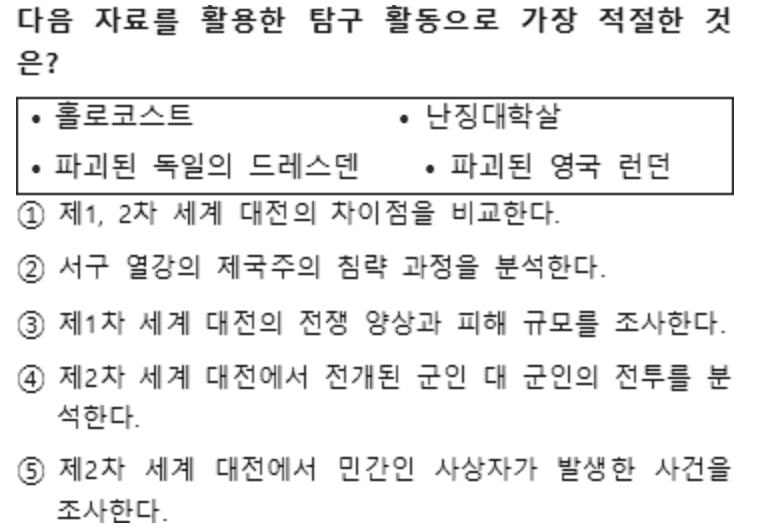 다음 자료를 활용한 탐구 활동으로 가장 적절한 것
은?
• 홀로코스트 • 난징대학살
• 파괴된 독일의 드레스덴 • 파괴된 영국 런던
① 제1, 2차 세계 대전의 차이점을 비교한다.
② 서구 열강의 제국주의 침략 과정을 분석한다.
③ 제1차 세계 대전의 전쟁 양상과 피해 규모를 조사한다.
④ 제2차 세계 대전에서 전개된 군인 대 군인의 전투를 분
석한다.
⑤ 제2차 세계 대전에서 민간인 사상자가 발생한 사건을
조사한다.